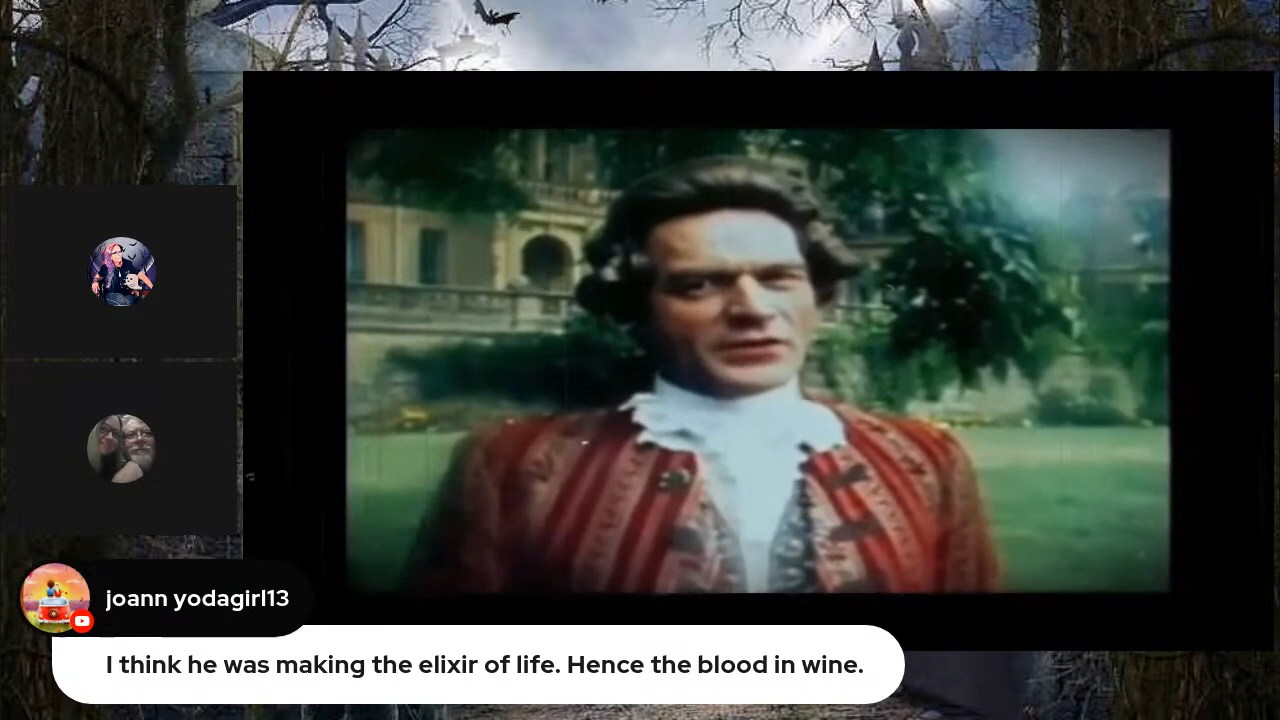 joann yodagirl13
I think he was making the elixir of life. Hence the blood in wine.